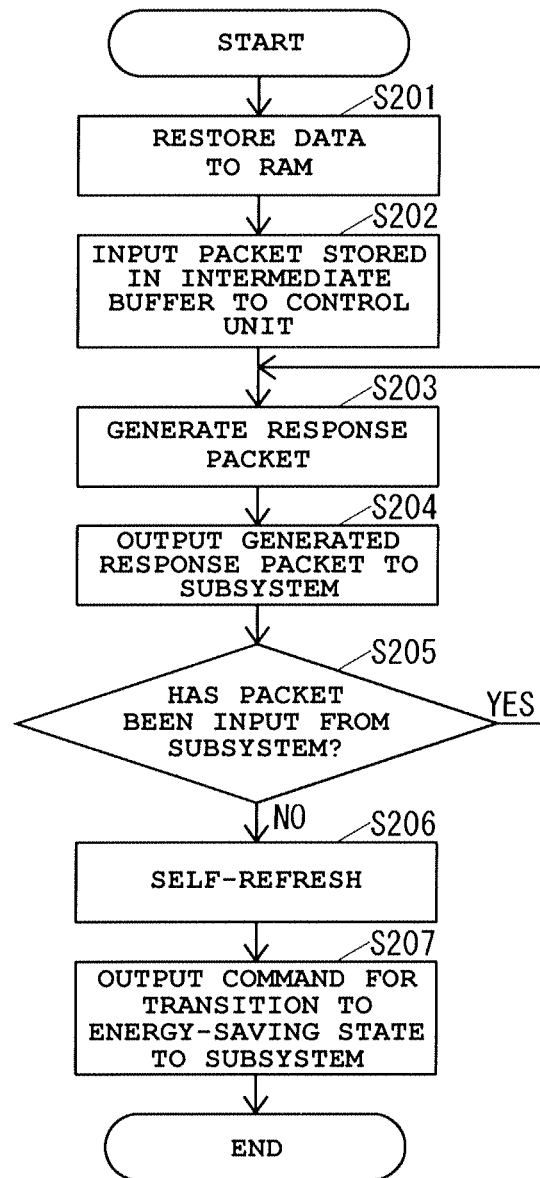 START
S201
RESTORE DATA
TO RAM
S202
INPUT PACKET STORED
IN INTERMEDIATE
BUFFER TO CONTROL
UNIT
S203
GENERATE RESPONSE
PACKET
S204
OUTPUT GENERATED
RESPONSE PACKET TO
SUBSYSTEM
S205
HAS PACKET
BEEN INPUT FROM
SUBSYSTEM?
YES
NO
S206
SELF-REFRESH
S207
OUTPUT COMMAND FOR
TRANSITION TO
ENERGY-SAVING STATE
TO SUBSYSTEM
END